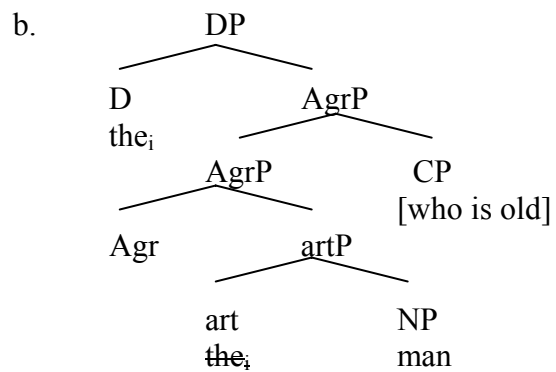 b. DP
D AgrP
theᵢ
AgrP CP
[who is old]
Agr artP
art NP
theᵢ man